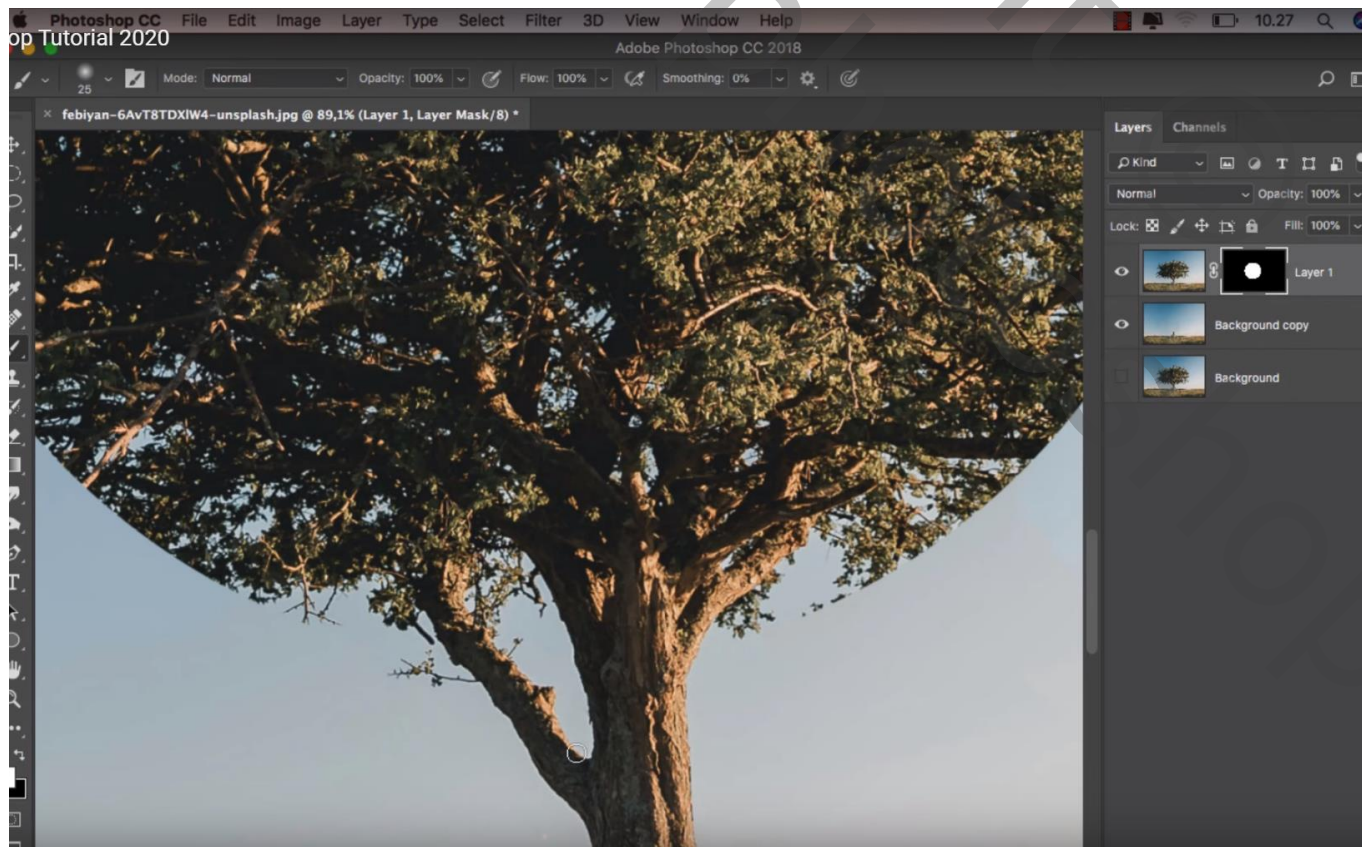 Photoshop CC File Edit Image Layer Type Select Filter 3D View Window Help 10.27
op Tutorial 2020
Adobe Photoshop CC 2018
25 Mode: Normal Opacity: 100% Flow: 100% Smoothing: 0%
× febiyan-6AvT8TDXlW4-unsplash.jpg @ 89,1% (Layer 1, Layer Mask/8) *
Layers Channels
Kind
Normal Opacity: 100%
Lock: Fill: 100%
Layer 1
Background copy
Background